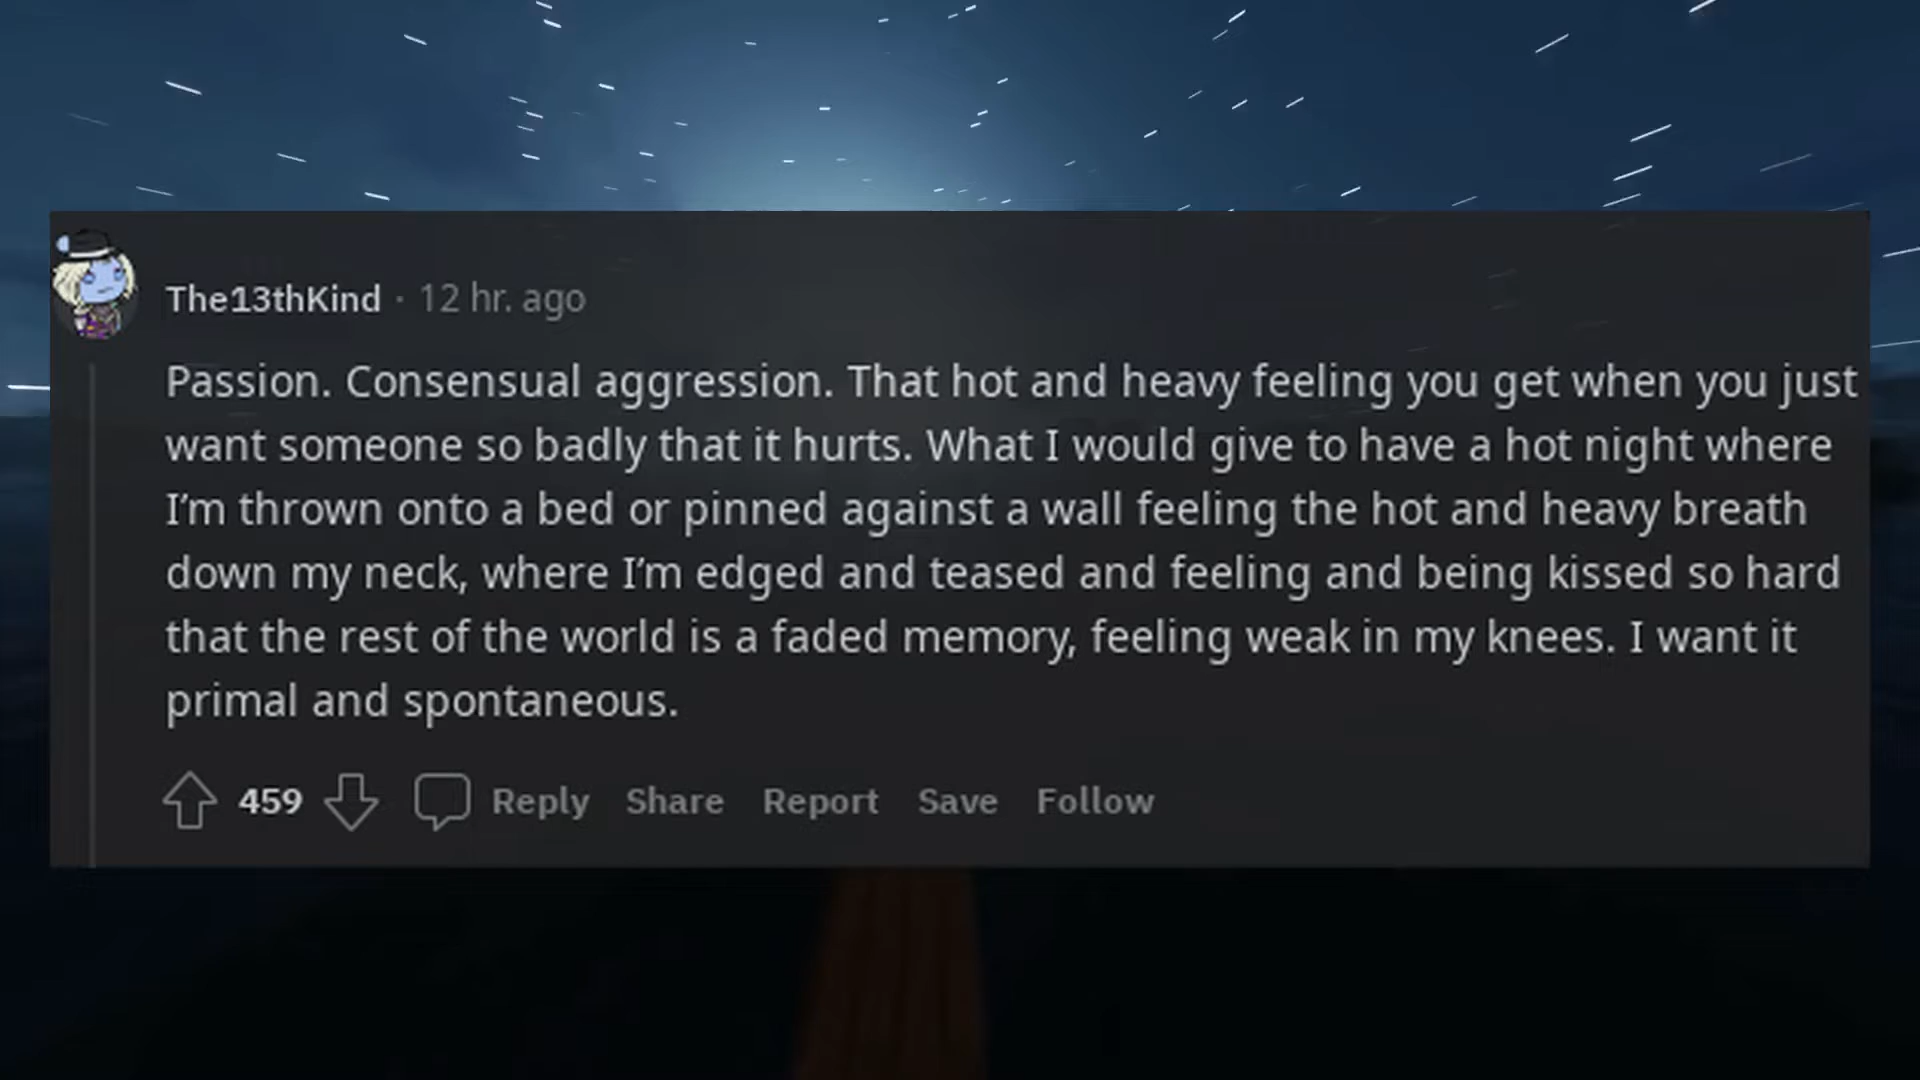 The13thKind · 12 hr. ago
Passion. Consensual aggression. That hot and heavy feeling you get when you just
want someone so badly that it hurts. What I would give to have a hot night where
I’m thrown onto a bed or pinned against a wall feeling the hot and heavy breath
down my neck, where I’m edged and teased and feeling and being kissed so hard
that the rest of the world is a faded memory, feeling weak in my knees. I want it
primal and spontaneous.
459 Reply Share Report Save Follow